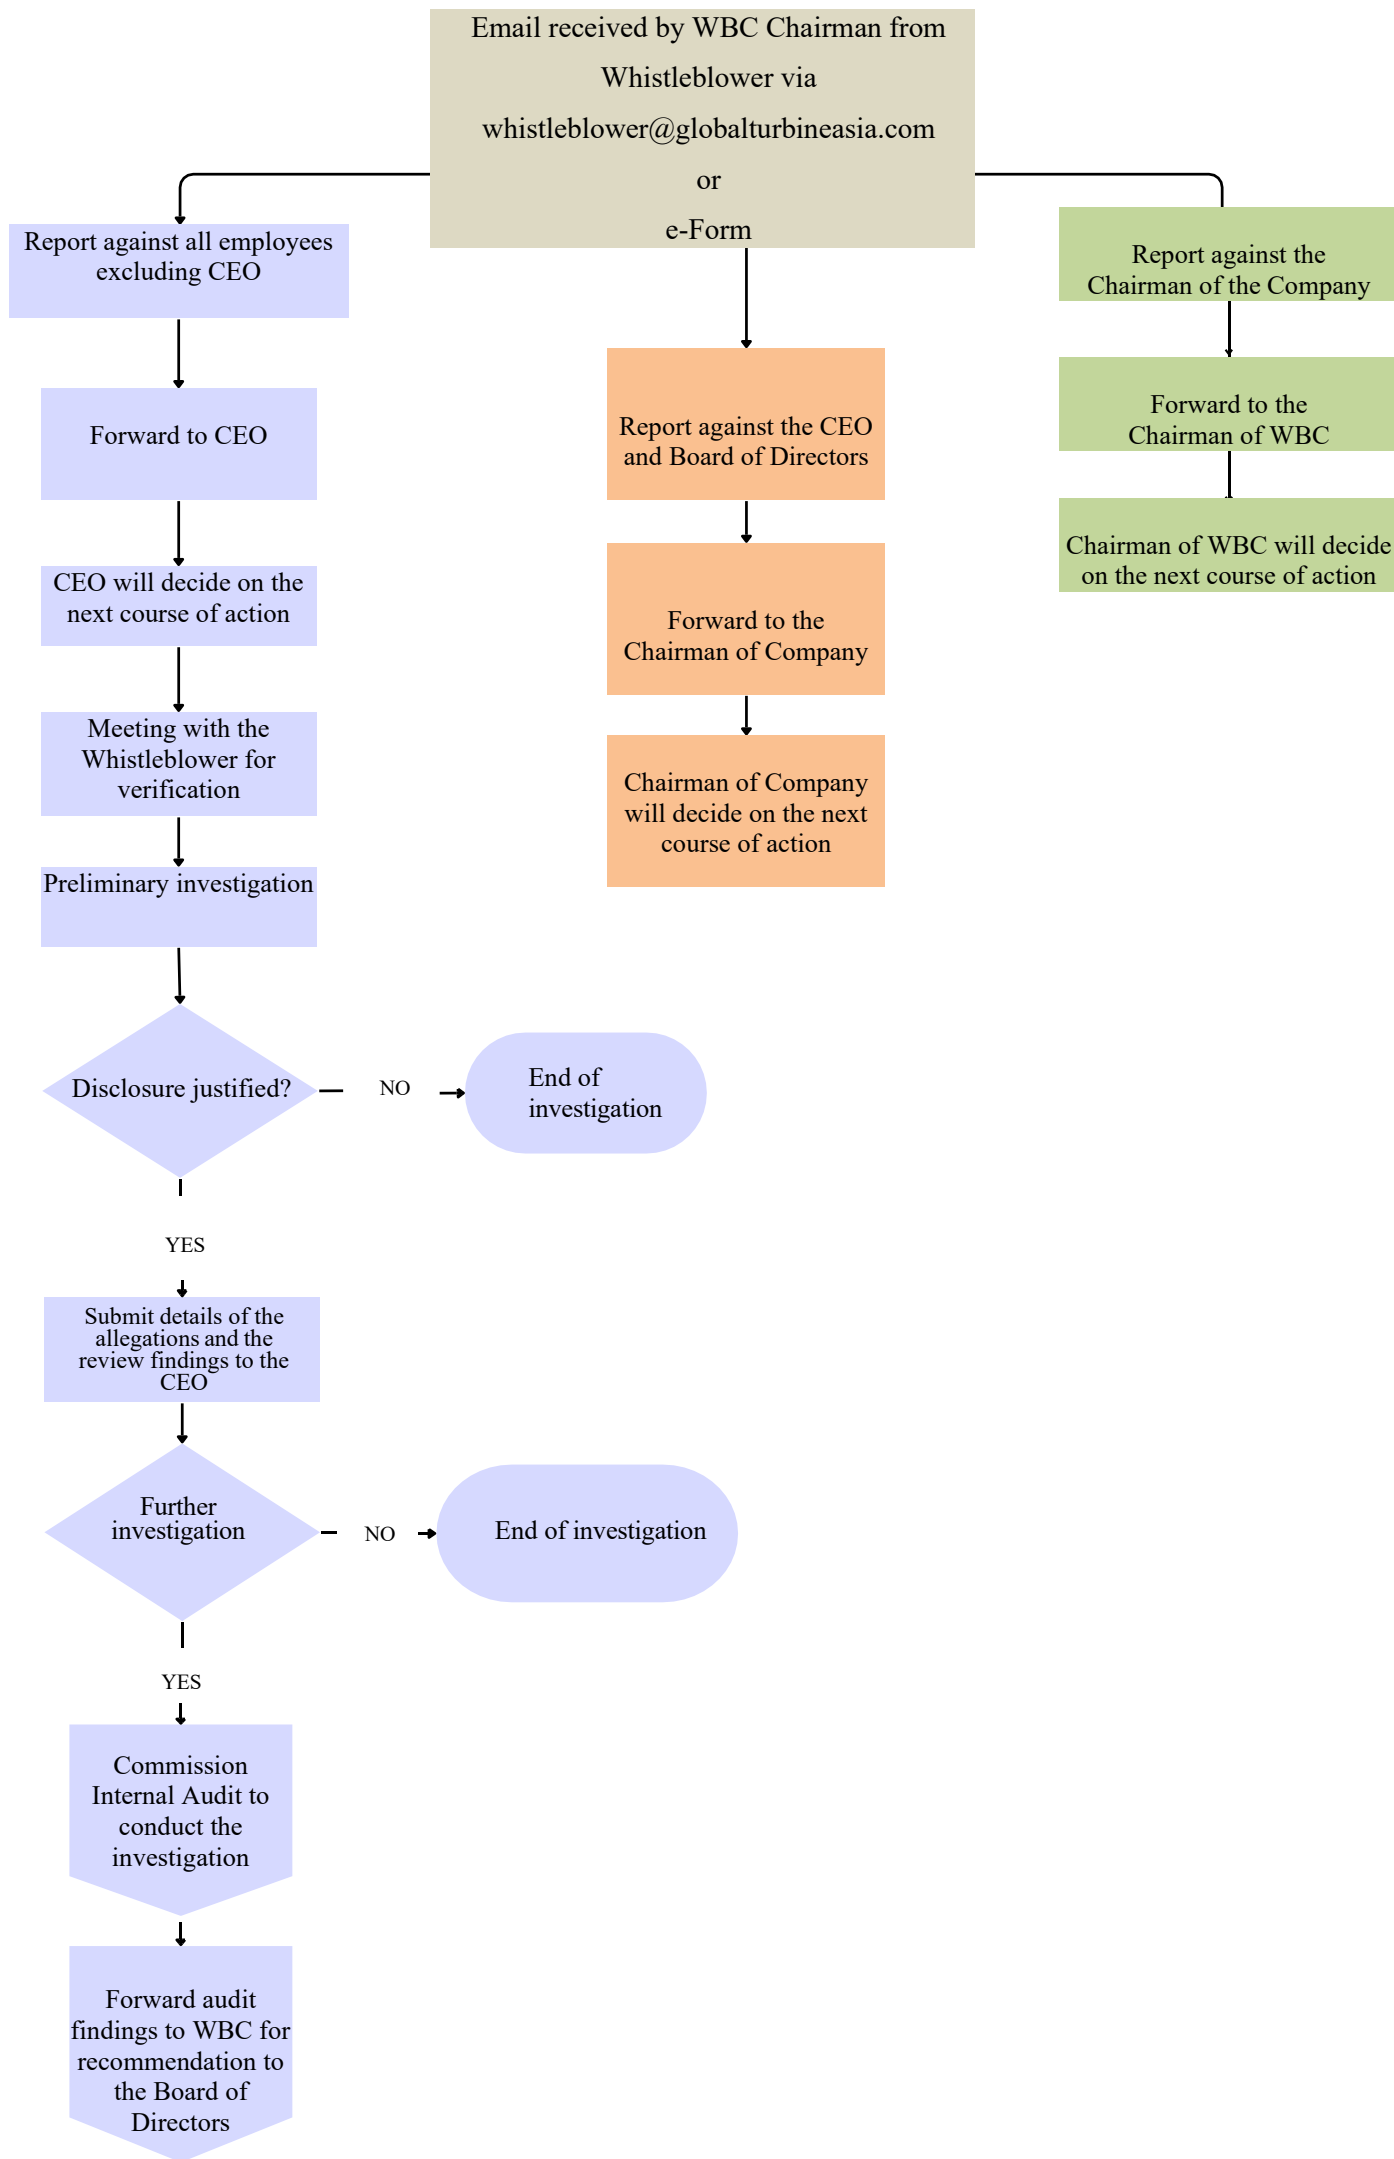 Email received by WBC Chairman from
Whistleblower via
whistleblower@globalturbineasia.com
or
e-Form
Report against all employees
excluding CEO
Forward to CEO
CEO will decide on the
next course of action
Meeting with the
Whistleblower for
verification
Preliminary investigation
Disclosure justified?
NO
End of
investigation
YES
Submit details of the
allegations and the
review findings to the
CEO
Further
investigation
NO
End of investigation
YES
Commission
Internal Audit to
conduct the
investigation
Forward audit
findings to WBC for
recommendation to
the Board of
Directors
Report against the CEO
and Board of Directors
Forward to the
Chairman of Company
Chairman of Company
will decide on the next
course of action
Report against the
Chairman of the Company
Forward to the
Chairman of WBC
Chairman of WBC will decide
on the next course of action